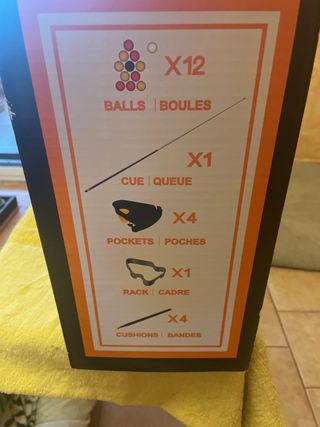 X12
BALLS | BOULES
X1
CUE | QUEUE
X4
POCKETS | POCHES
X1
RACK | CADRE
X4
CUSHIONS | BANDES